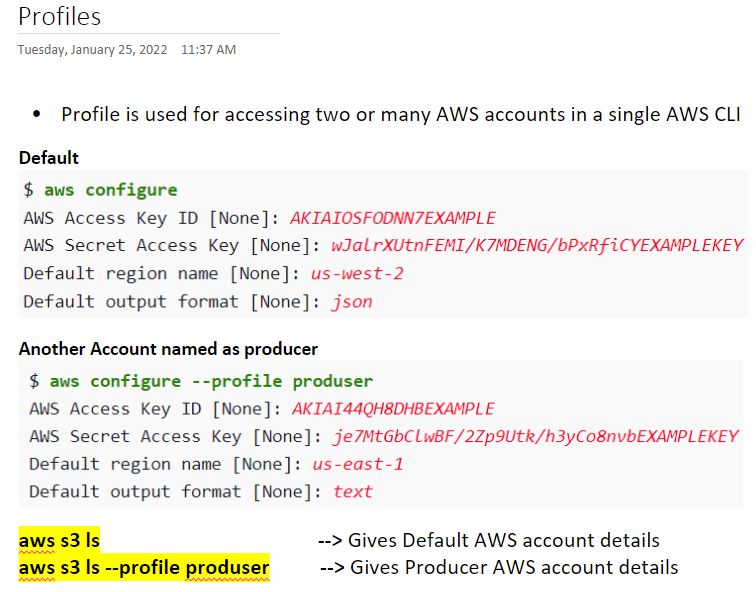 Profiles
Tuesday, January 25, 2022 11:37 AM
• Profile is used for accessing two or many AWS accounts in a single AWS CLI
Default
$ aws configure
AWS Access Key ID [None]: AKIAIOSFODNN7EXAMPLE
AWS Secret Access Key [None]: wJalrXUtnFEMI/K7MDENG/bPxRfiCYEXAMPLEKEY
Default region name [None]: us-west-2
Default output format [None]: json
Another Account named as producer
$ aws configure --profile produser
AWS Access Key ID [None]: AKIAI44QH8DHBEXAMPLE
AWS Secret Access Key [None]: je7MtGbClwBF/2Zp9Utk/h3yCo8nvbEXAMPLEKEY
Default region name [None]: us-east-1
Default output format [None]: text
aws s3 ls --> Gives Default AWS account details
aws s3 ls --profile produser --> Gives Producer AWS account details